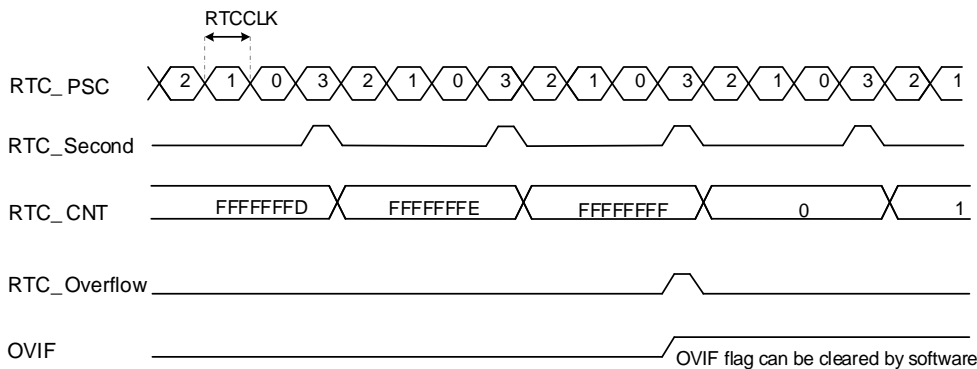 RTCCLK
RTC_PSC 2 1 0 3 2 1 0 3 2 1 0 3 2 1 0 3 2 1
RTC_Second
RTC_CNT FFFFFFFD FFFFFFFE FFFFFFFF 0 1
RTC_Overflow
OVIF OVIF flag can be cleared by software